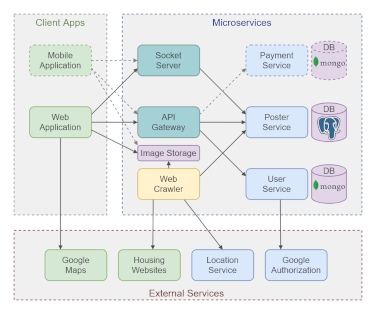 Client Apps
Microservices
Mobile
Application
Socket
Server
Payment
Service
DB
mongo
Web
Application
API
Gateway
Poster
Service
DB
Image Storage
Web
Crawler
User
Service
DB
mongo
Google
Maps
Housing
Websites
Location
Service
Google
Authorization
External Services